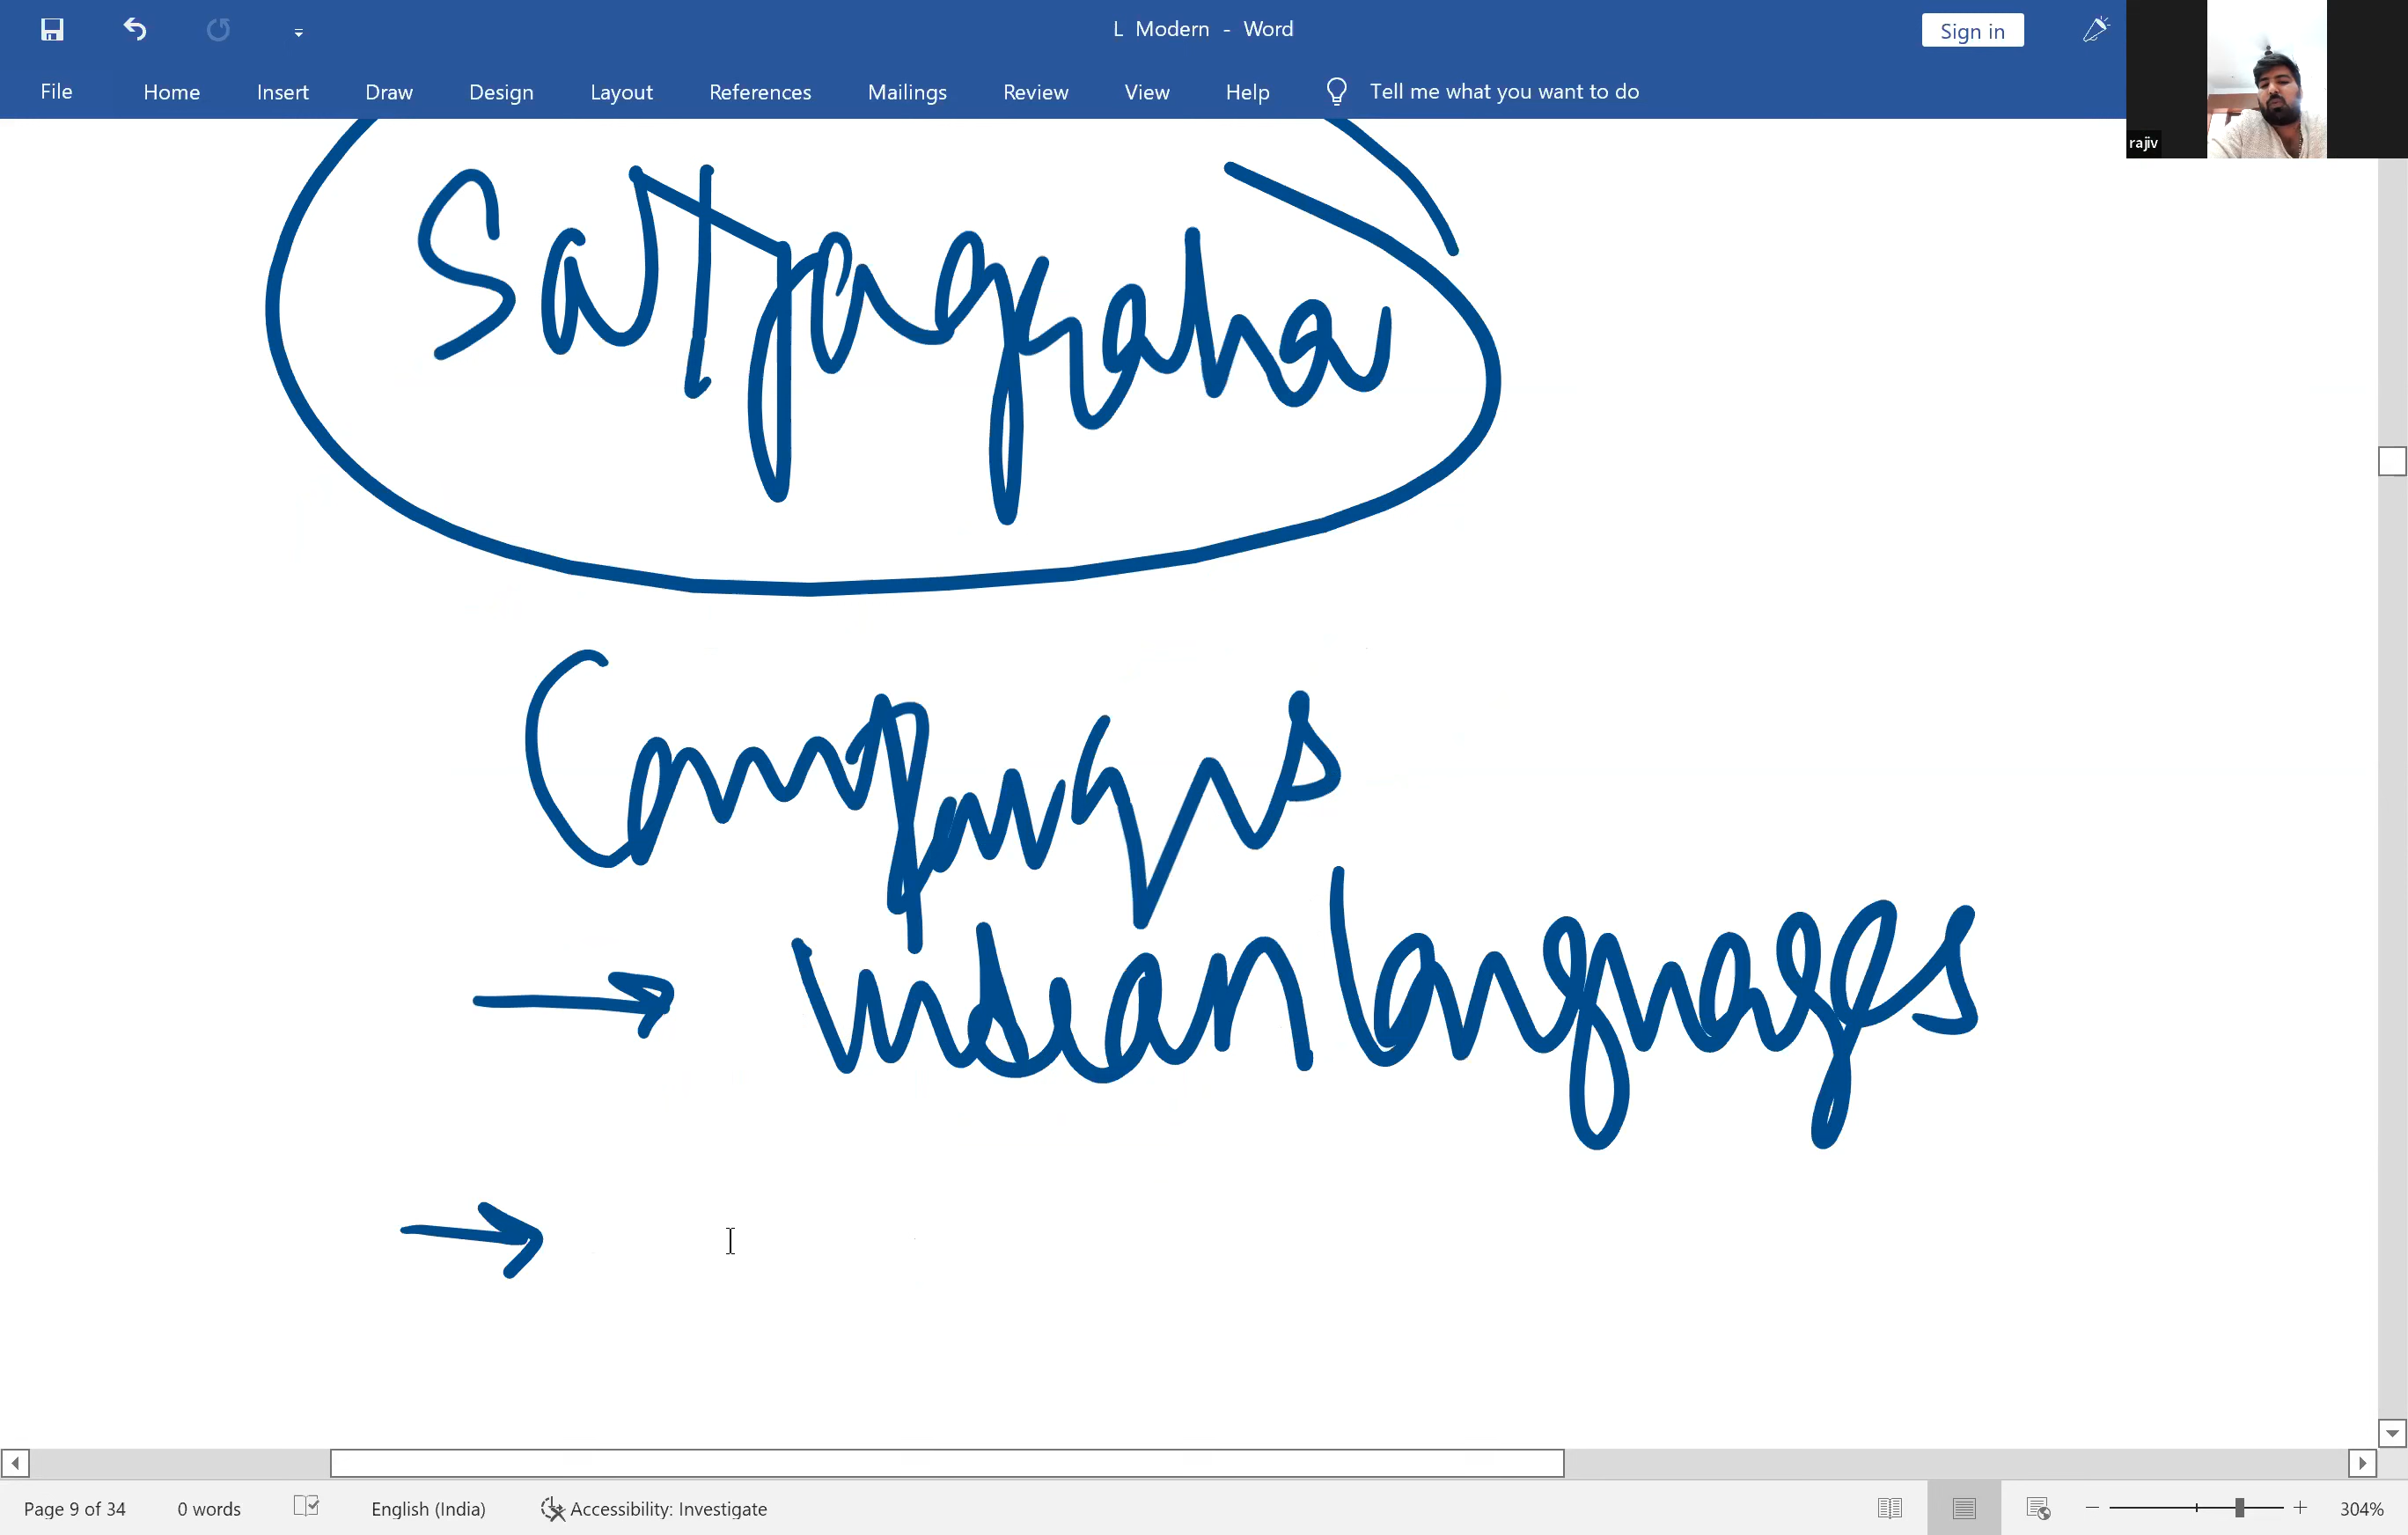 L Modern - Word
Sign in
File Home Insert Draw Design Layout References Mailings Review View Help Tell me what you want to do
rajiv
Satyagraha
Campaigns
Indian languages
Page 9 of 34 0 words English (India) Accessibility: Investigate 304%